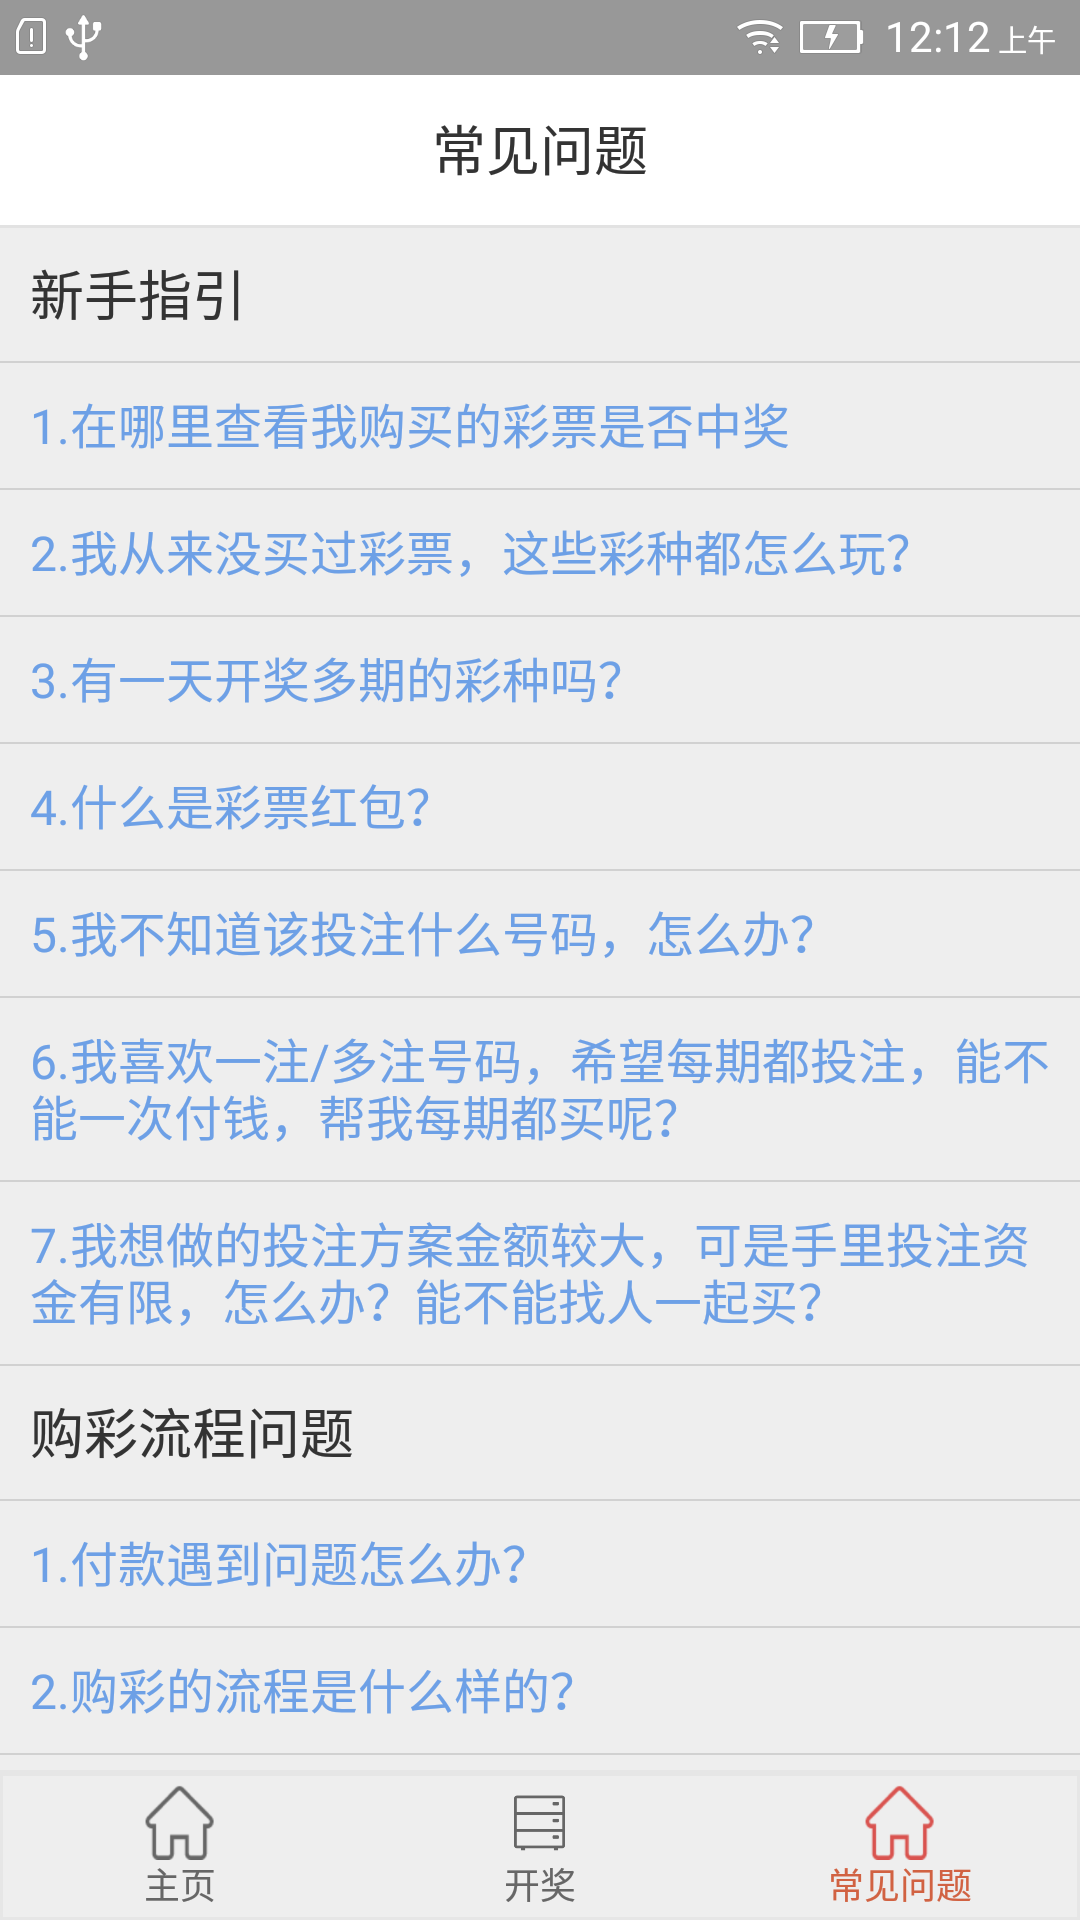 12:12 上午
常见问题
新手指引
1.在哪里查看我购买的彩票是否中奖
2.我从来没买过彩票，这些彩种都怎么玩？
3.有一天开奖多期的彩种吗？
4.什么是彩票红包？
5.我不知道该投注什么号码，怎么办？
6.我喜欢一注/多注号码，希望每期都投注，能不
能一次付钱，帮我每期都买呢？
7.我想做的投注方案金额较大，可是手里投注资
金有限，怎么办？能不能找人一起买？
购彩流程问题
1.付款遇到问题怎么办？
2.购彩的流程是什么样的？
主页
开奖
常见问题